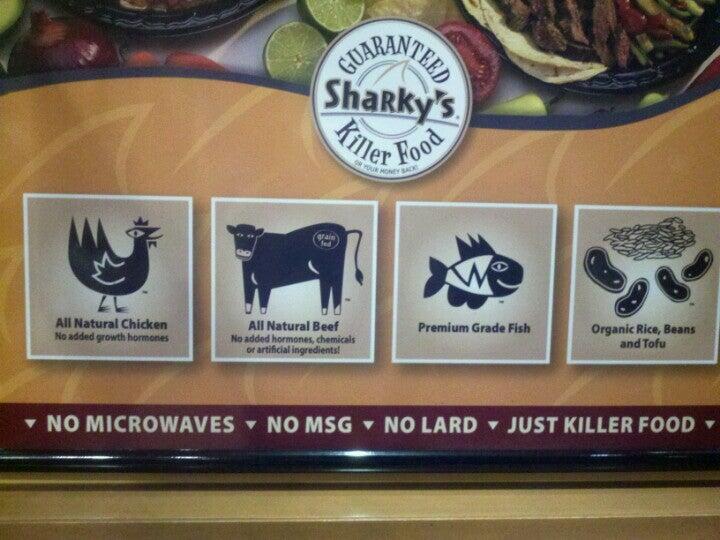 GUARANTEED
Sharky's®
Killer Food
OR YOUR MONEY BACK!
grain
fed
All Natural Chicken
No added growth hormones
All Natural Beef
No added hormones, chemicals
or artificial ingredients!
Premium Grade Fish
Organic Rice, Beans
and Tofu
▼ NO MICROWAVES ▼ NO MSG ▼ NO LARD ▼ JUST KILLER FOOD ▼